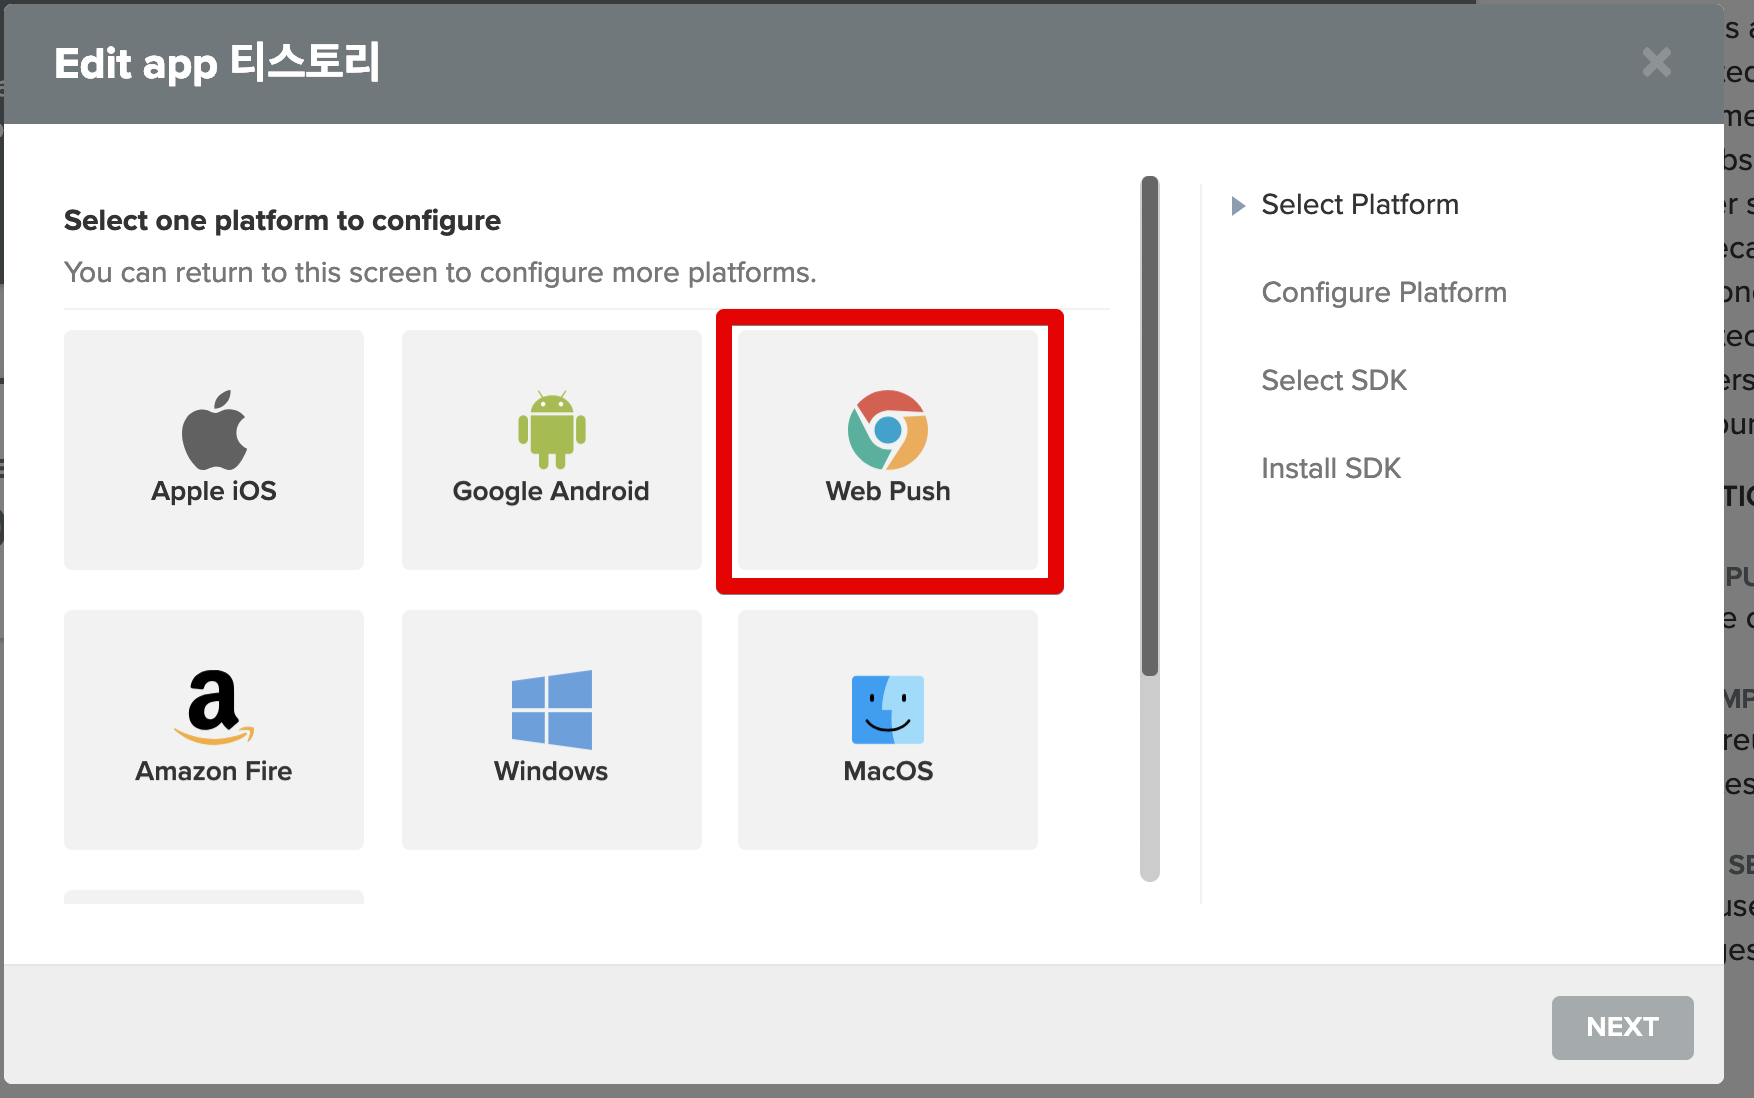 Edit app 티스토리
Select one platform to configure
You can return to this screen to configure more platforms.
Apple iOS
Google Android
Web Push
Amazon Fire
Windows
MacOS
Select Platform
Configure Platform
Select SDK
Install SDK
NEXT